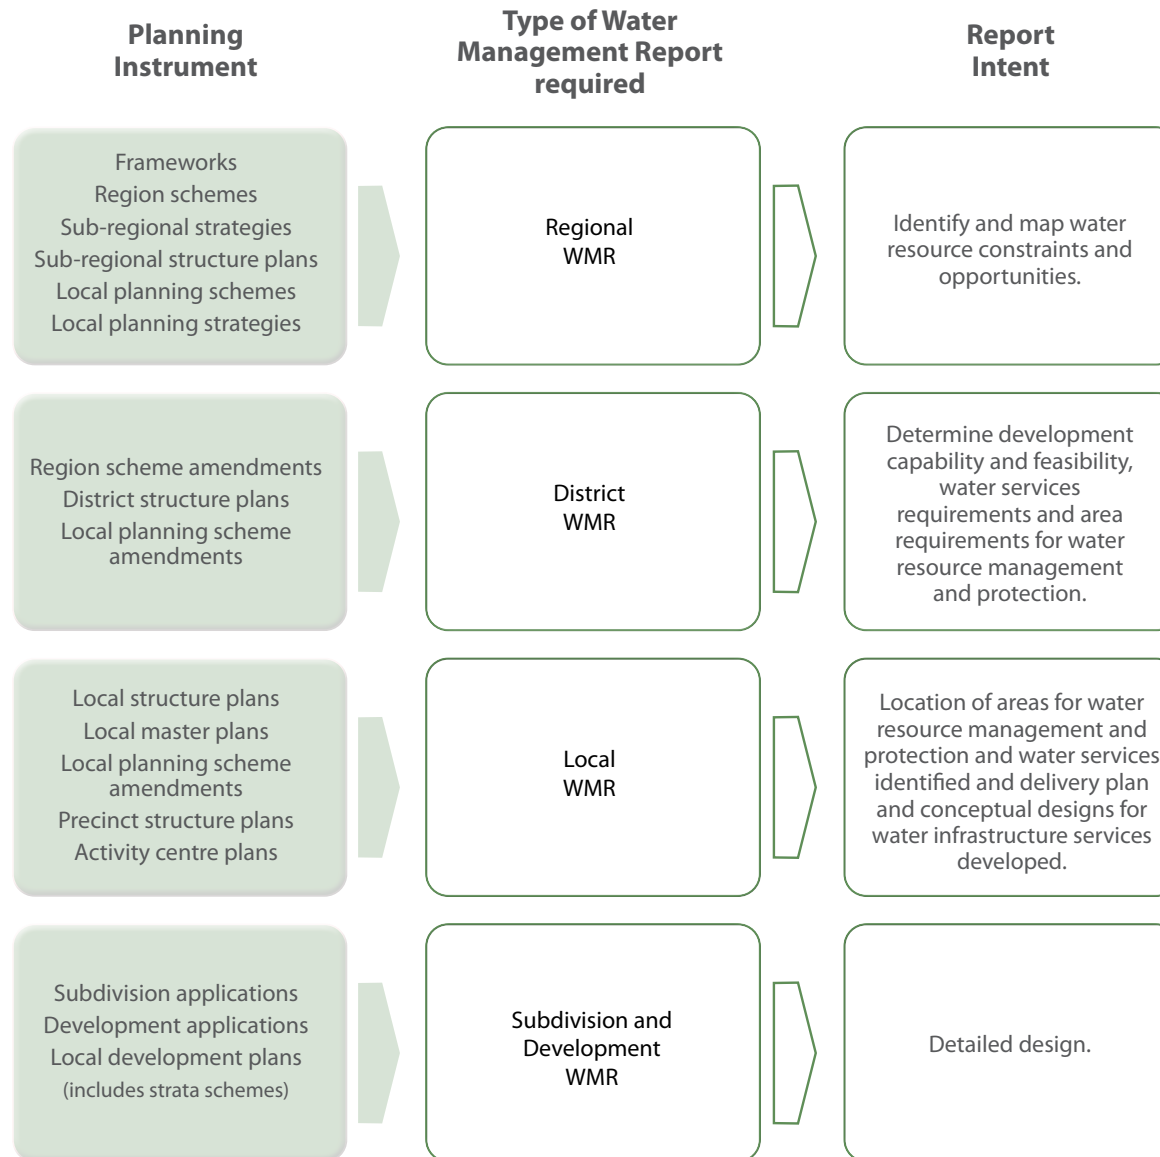 Planning
Instrument
Type of Water
Management Report
required
Report
Intent
Frameworks
Region schemes
Sub-regional strategies
Sub-regional structure plans
Local planning schemes
Local planning strategies
Regional
WMR
Identify and map water
resource constraints and
opportunities.
Region scheme amendments
District structure plans
Local planning scheme
amendments
District
WMR
Determine development
capability and feasibility,
water services
requirements and area
requirements for water
resource management
and protection.
Local structure plans
Local master plans
Local planning scheme
amendments
Precinct structure plans
Activity centre plans
Local
WMR
Location of areas for water
resource management and
protection and water services
identified and delivery plan
and conceptual designs for
water infrastructure services
developed.
Subdivision applications
Development applications
Local development plans
(includes strata schemes)
Subdivision and
Development
WMR
Detailed design.